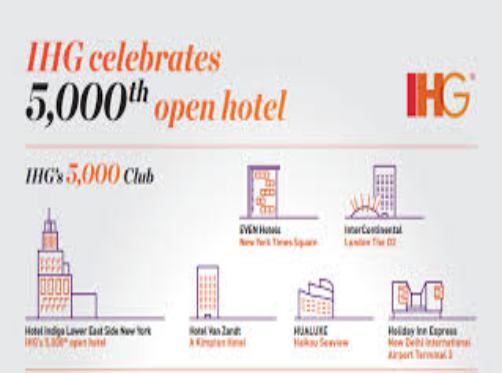 IHG celebrates
5,000th open hotel
IHG®
IHG's 5,000 Club
EVEN Hotels
New York Times Square
InterContinental
London The O2
Hotel Indigo Lower East Side New York
IHG's 5,000th open hotel
Hotel Van Zandt
A Kimpton Hotel
HUALUXE
Haikou Seaview
Holiday Inn Express
New Delhi International
Airport Terminal 3